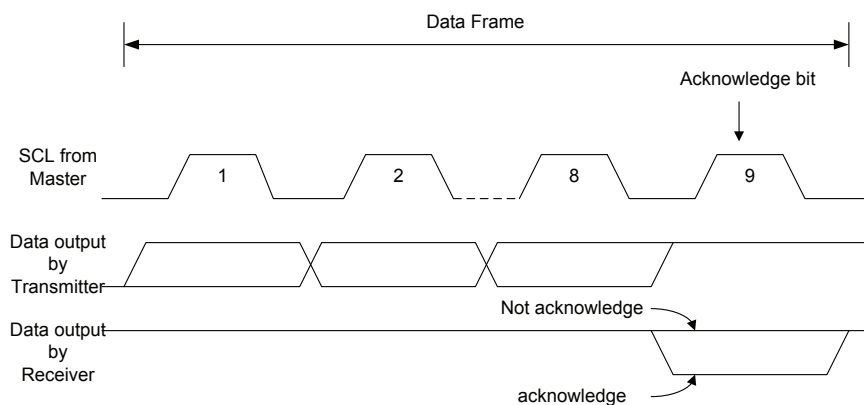 Data Frame
Acknowledge bit
SCL from
Master
1
2
8
9
Data output
by
Transmitter
Not acknowledge
Data output
by
Receiver
acknowledge